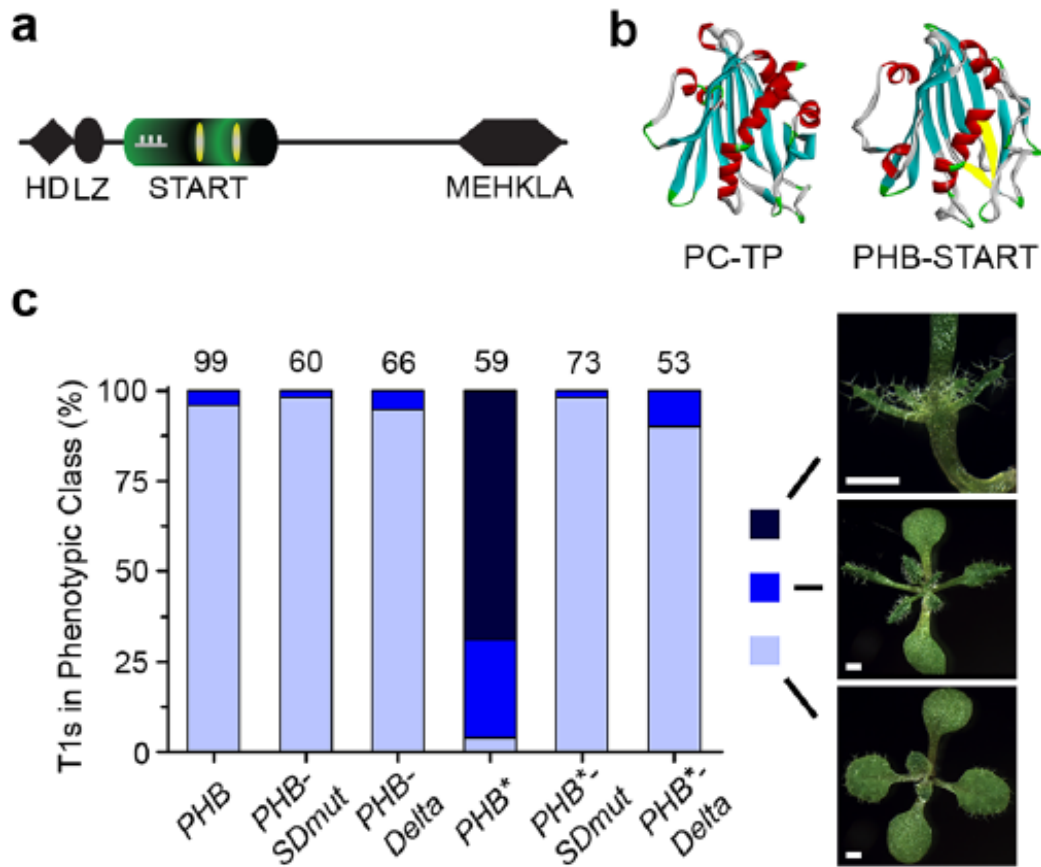 a
HD LZ START MEHKLA
b
PC-TP PHB-START
c
T1s in Phenotypic Class (%)
100
75
50
25
0
99 60 66 59 73 53
PHB
PHB-
SDmut
PHB-
Delta
PHB*
PHB*-
SDmut
PHB*-
Delta